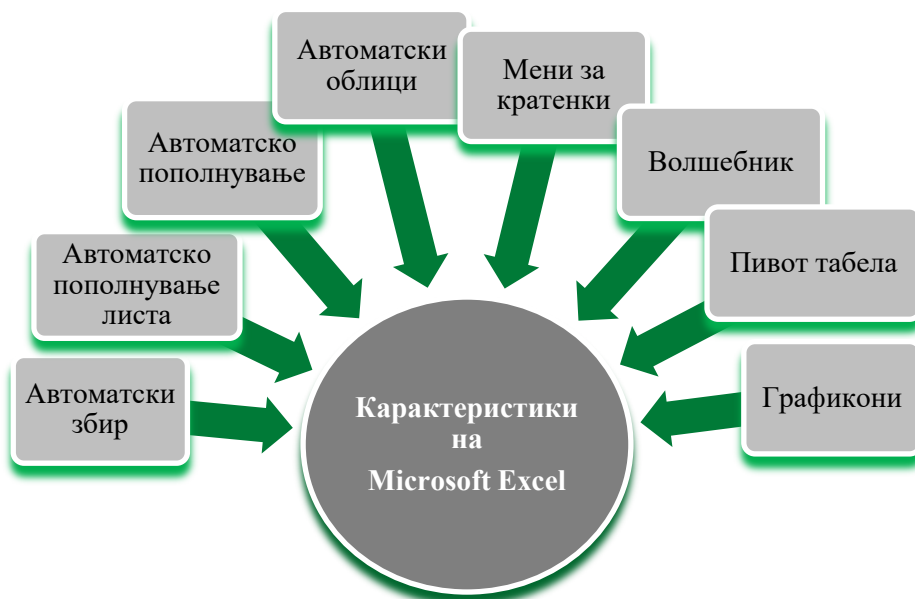 Автоматски
збир
Автоматско
пополнување
листа
Автоматско
пополнување
Автоматски
облици
Мени за
кратенки
Волшебник
Пивот табела
Графикони
Карактеристики
на
Microsoft Excel